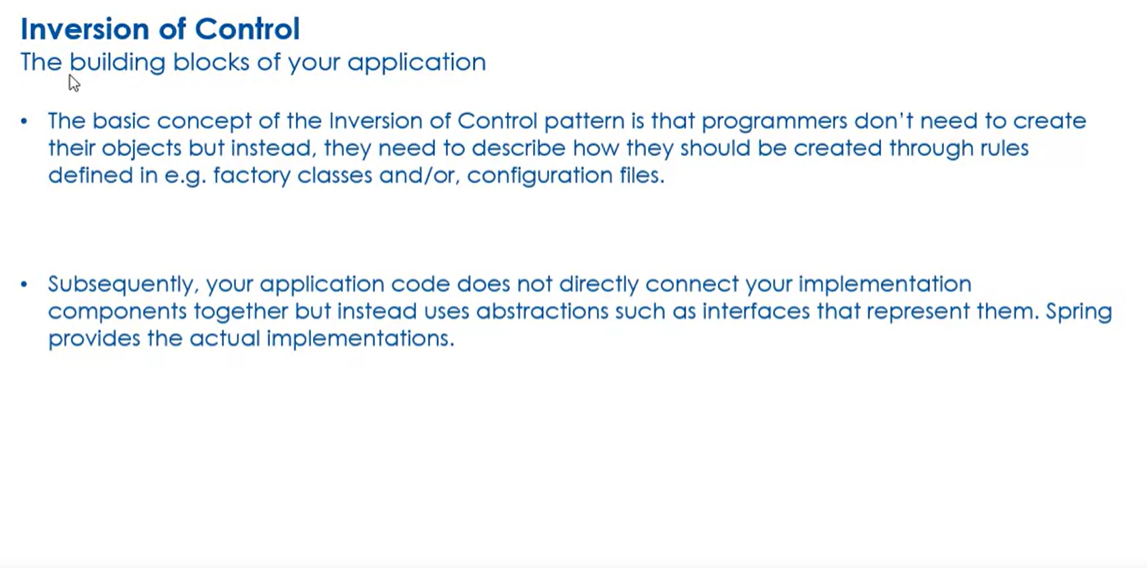 Inversion of Control
The building blocks of your application
• The basic concept of the Inversion of Control pattern is that programmers don't need to create
their objects but instead, they need to describe how they should be created through rules
defined in e.g. factory classes and/or, configuration files.
• Subsequently, your application code does not directly connect your implementation
components together but instead uses abstractions such as interfaces that represent them. Spring
provides the actual implementations.